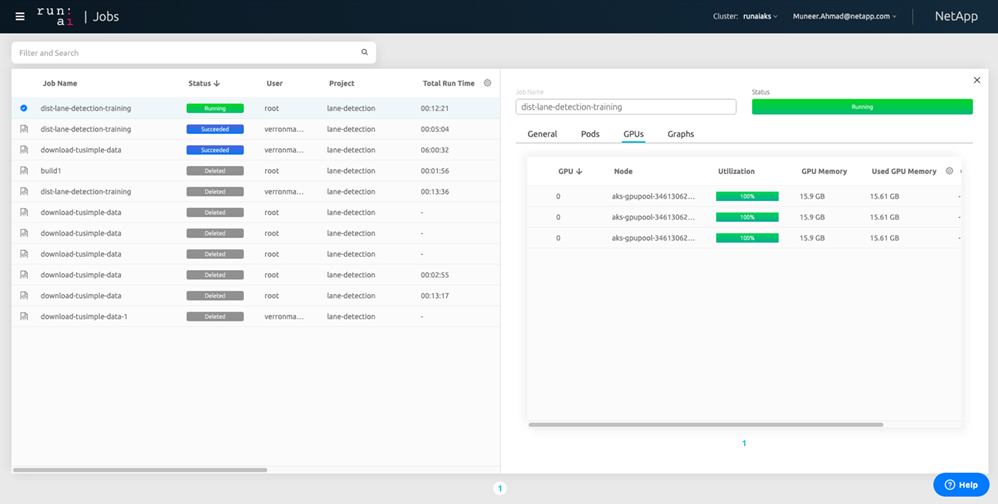 run:
ai | Jobs
Cluster: runaiaks
Muneer.Ahmad@netapp.com
NetApp
Filter and Search
Job Name Status User Project Total Run Time
dist-lane-detection-training Running root lane-detection 00:12:21
dist-lane-detection-training Succeeded verronma... lane-detection 00:05:04
download-tusimple-data Succeeded verronma... lane-detection 06:00:32
build1 Deleted root lane-detection 00:01:56
dist-lane-detection-training Deleted verronma... lane-detection 00:13:36
download-tusimple-data Deleted root lane-detection -
download-tusimple-data Deleted root lane-detection -
download-tusimple-data Deleted root lane-detection -
download-tusimple-data Deleted root lane-detection 00:02:55
download-tusimple-data Deleted root lane-detection 00:13:17
download-tusimple-data-1 Deleted verronma... lane-detection -
1
Job Name Status
dist-lane-detection-training Running
General Pods GPUs Graphs
GPU Node Utilization GPU Memory Used GPU Memory
0 aks-gpupool-34613062... 100% 15.9 GB 15.61 GB -
0 aks-gpupool-34613062... 100% 15.9 GB 15.61 GB -
0 aks-gpupool-34613062... 100% 15.9 GB 15.61 GB -
1
Help